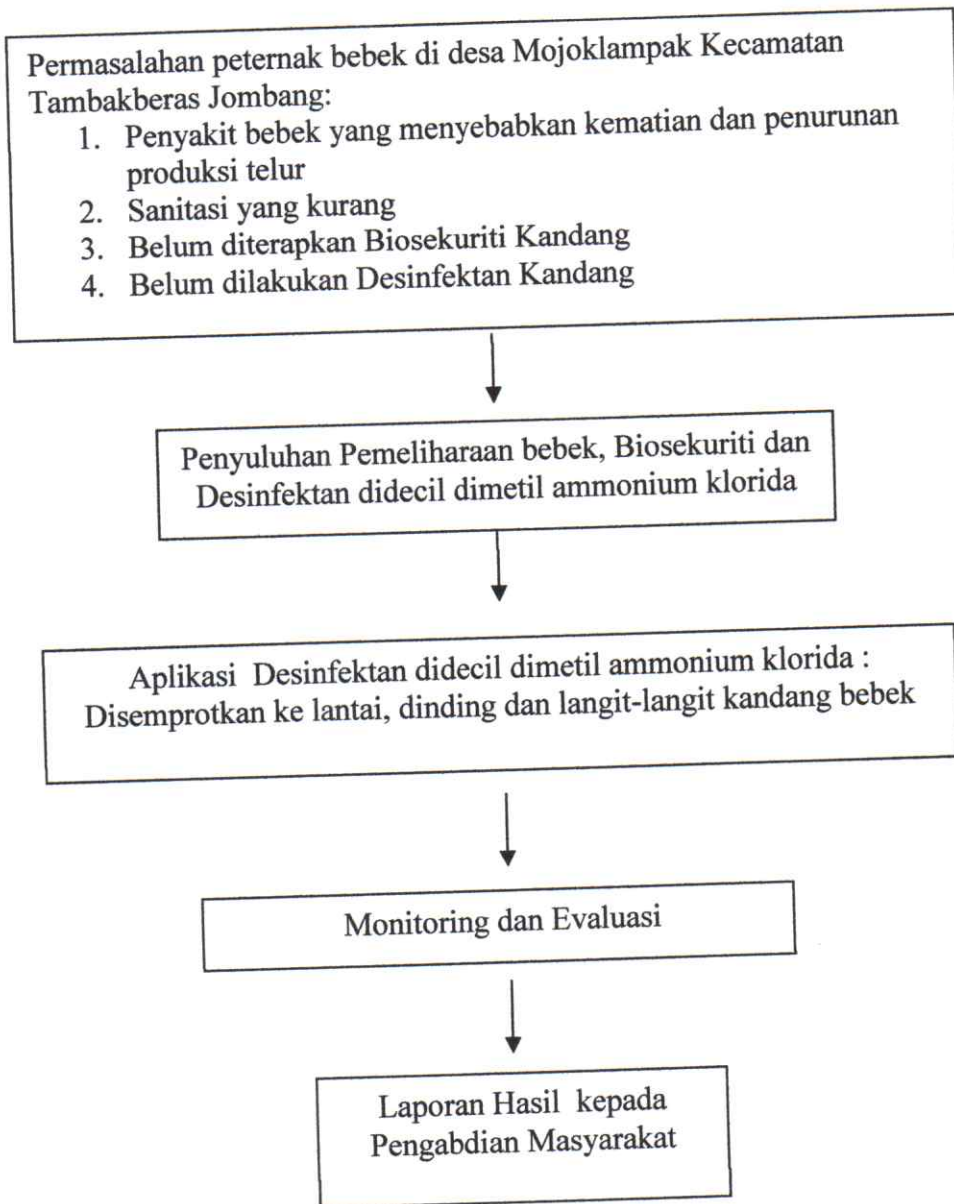 Permasalahan peternak bebek di desa Mojoklampak Kecamatan
Tambakberas Jombang:
1. Penyakit bebek yang menyebabkan kematian dan penurunan
produksi telur
2. Sanitasi yang kurang
3. Belum diterapkan Biosekuriti Kandang
4. Belum dilakukan Desinfektan Kandang
Penyuluhan Pemeliharaan bebek, Biosekuriti dan
Desinfektan didecil dimetil ammonium klorida
Aplikasi Desinfektan didecil dimetil ammonium klorida :
Disemprotkan ke lantai, dinding dan langit-langit kandang bebek
Monitoring dan Evaluasi
Laporan Hasil kepada
Pengabdian Masyarakat